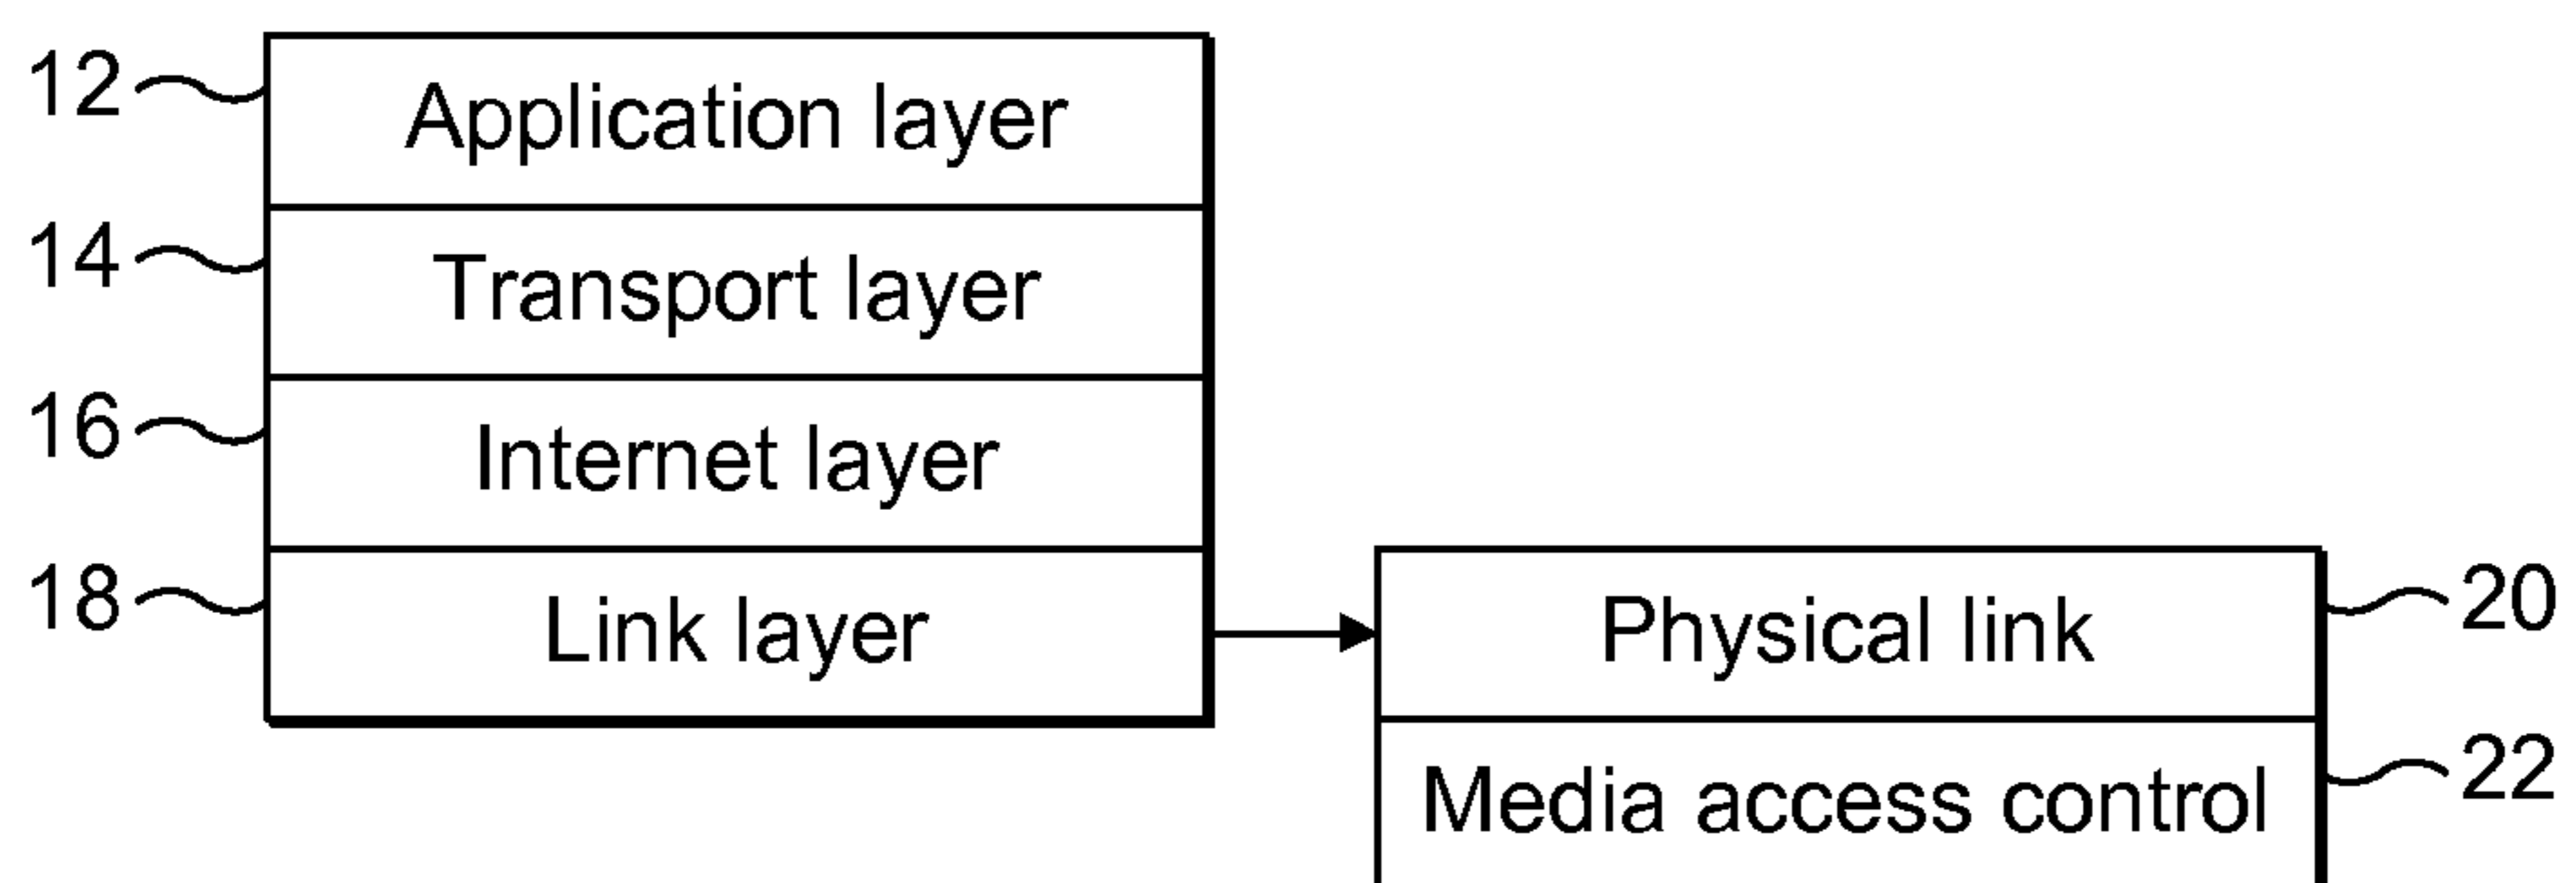 12 Application layer
14 Transport layer
16 Internet layer
18 Link layer Physical link 20
Media access control 22